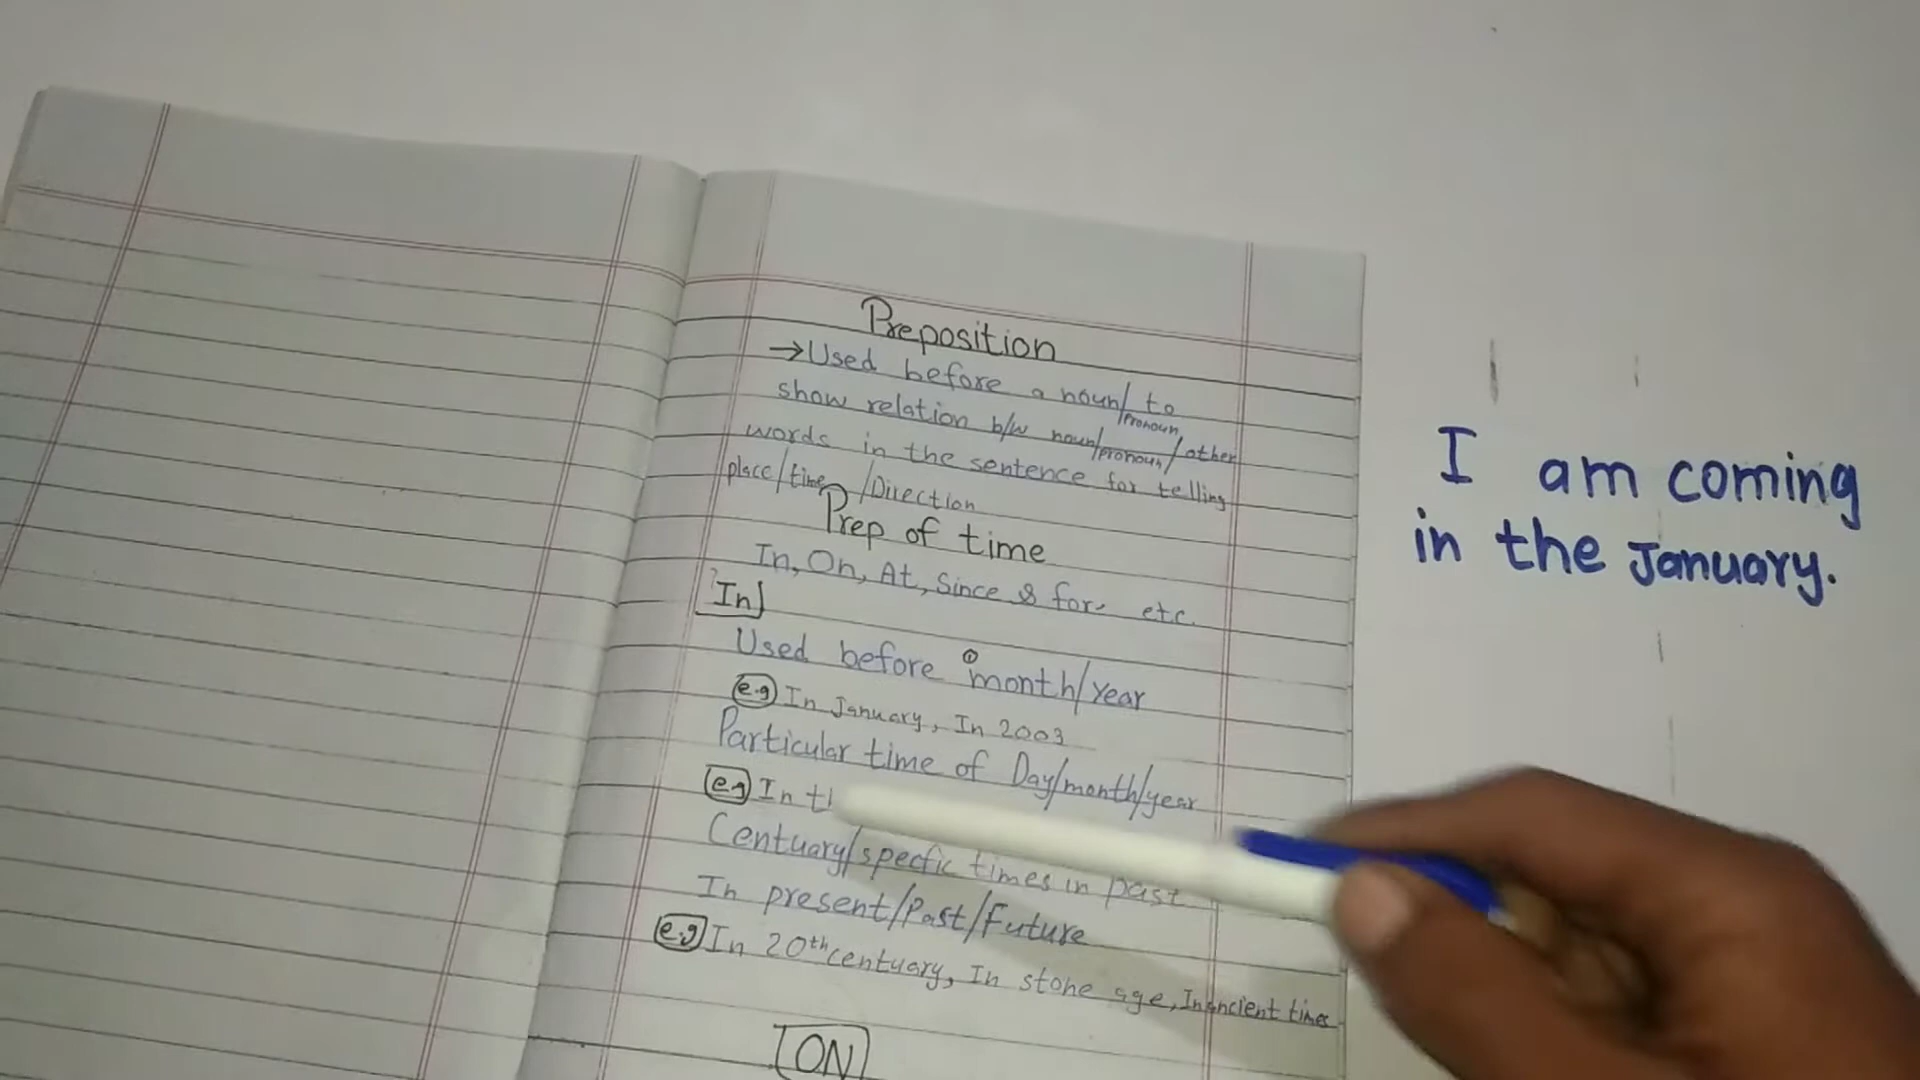 Preposition
→ Used before a noun/pronoun to
show relation b/w noun/pronoun/other
words in the sentence for telling
place/time/Direction
Prep of time
In, On, At, Since & for etc.
In
Used before ① month/year
e.g In January, In 2003
Particular time of Day/month/year
e.g In
Centuary/specfic times in past
In present/Past/Future
e.g In 20th centuary, In stone age, In ancient times
ON
I am coming
in the January.